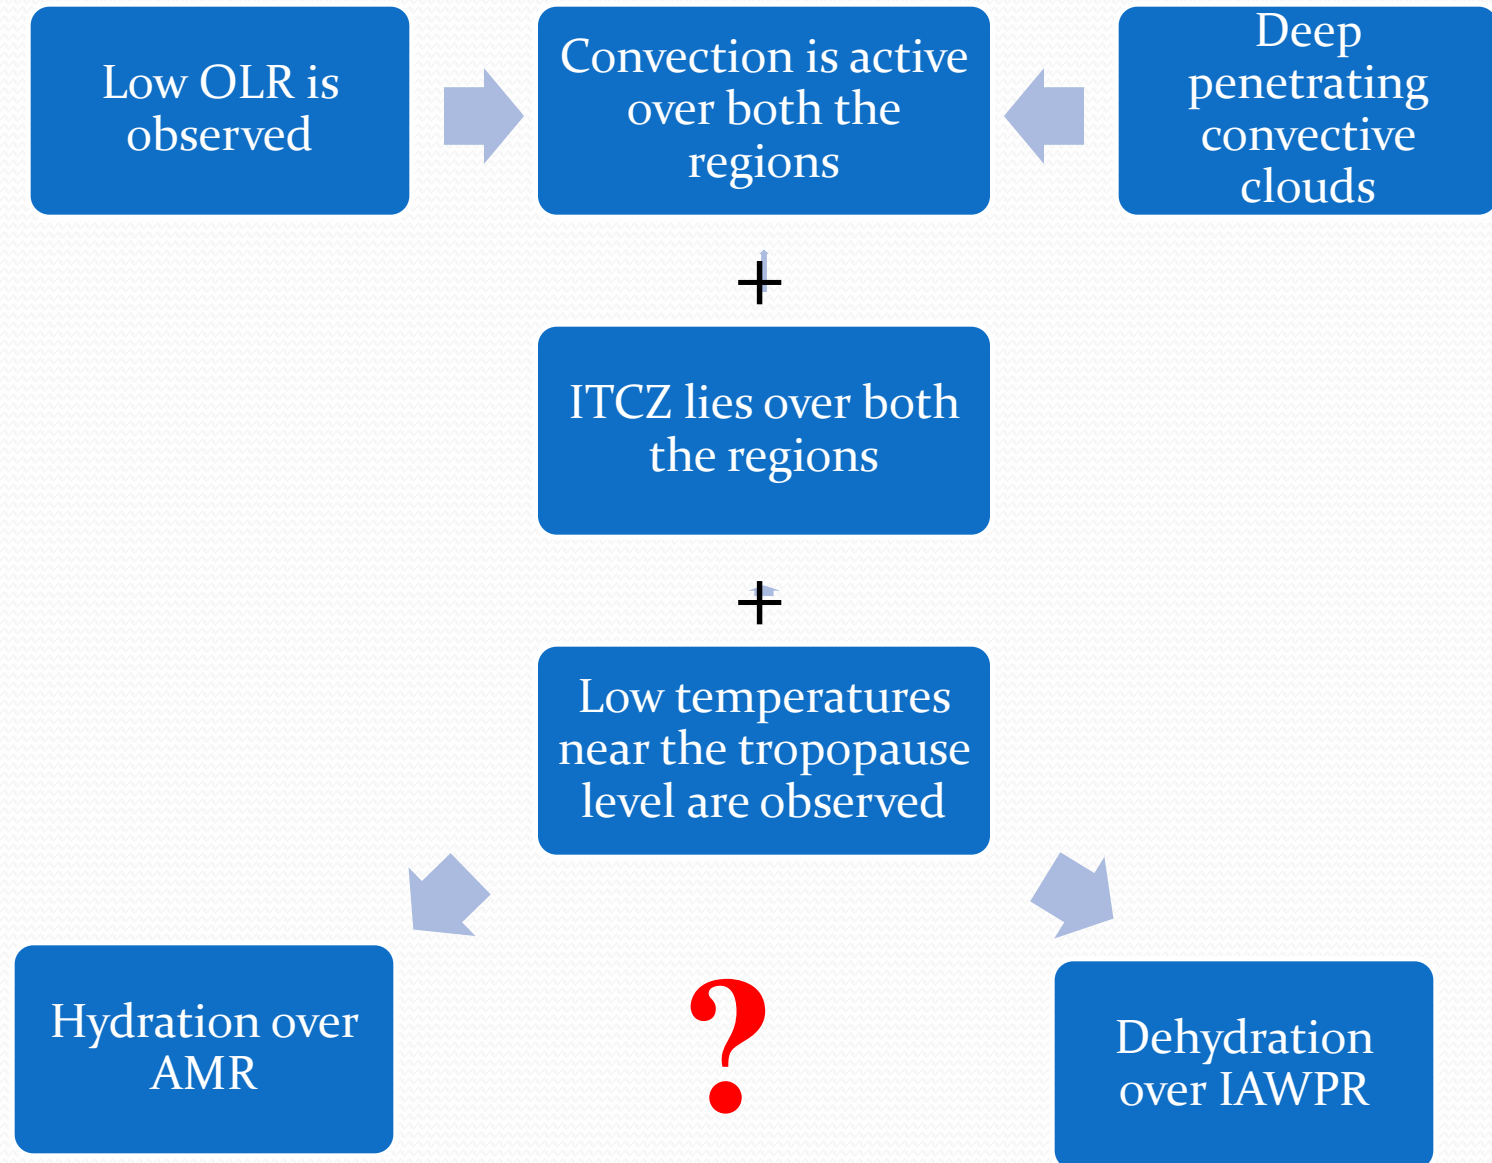 Low OLR is
observed
Convection is active
over both the
regions
Deep
penetrating
convective
clouds
+
ITCZ lies over both
the regions
+
Low temperatures
near the tropopause
level are observed
Hydration over
AMR
?
Dehydration
over IAWPR